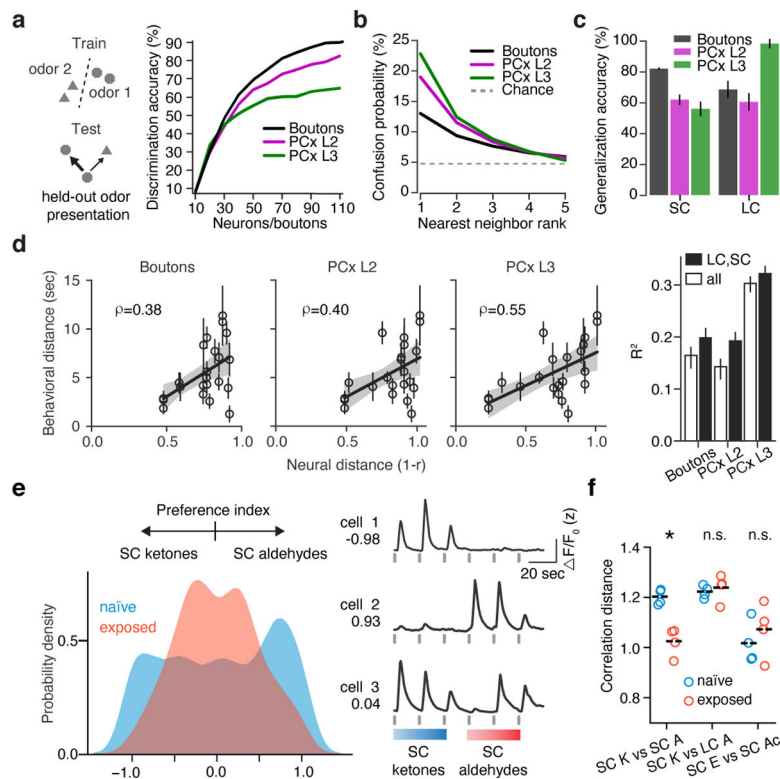 a
Train
odor 2
odor 1
Test
held-out odor
presentation
Discrimination accuracy (%)
90
80
70
60
50
40
30
20
10
Boutons
PCx L2
PCx L3
10 30 50 70 90 110
Neurons/boutons
b
Confusion probability (%)
25
20
15
10
5
0
Boutons
PCx L2
PCx L3
Chance
1 2 3 4 5
Nearest neighbor rank
c
Generalization accuracy (%)
100
80
60
40
20
0
Boutons
PCx L2
PCx L3
SC LC
d
Behavioral distance (sec)
15
10
5
0
Boutons
ρ=0.38
0.0 0.5 1.0
PCx L2
ρ=0.40
0.0 0.5 1.0
PCx L3
ρ=0.55
0.0 0.5 1.0
Neural distance (1-r)
R²
0.3
0.2
0.1
0.0
LC,SC
all
Boutons
PCx L2
PCx L3
e
Preference index
SC ketones
SC aldehydes
naïve
exposed
Probability density
0.5
0.0
−1.0 0.0 1.0
cell 1
-0.98
cell 2
0.93
cell 3
0.04
△F/F₀ (z)
20 sec
SC
ketones
SC
aldehydes
f
* n.s. n.s.
Correlation distance
1.4
1.2
1.0
0.8
naïve
exposed
SC K vs SC A
SC K vs LC A
SC E vs SC Ac